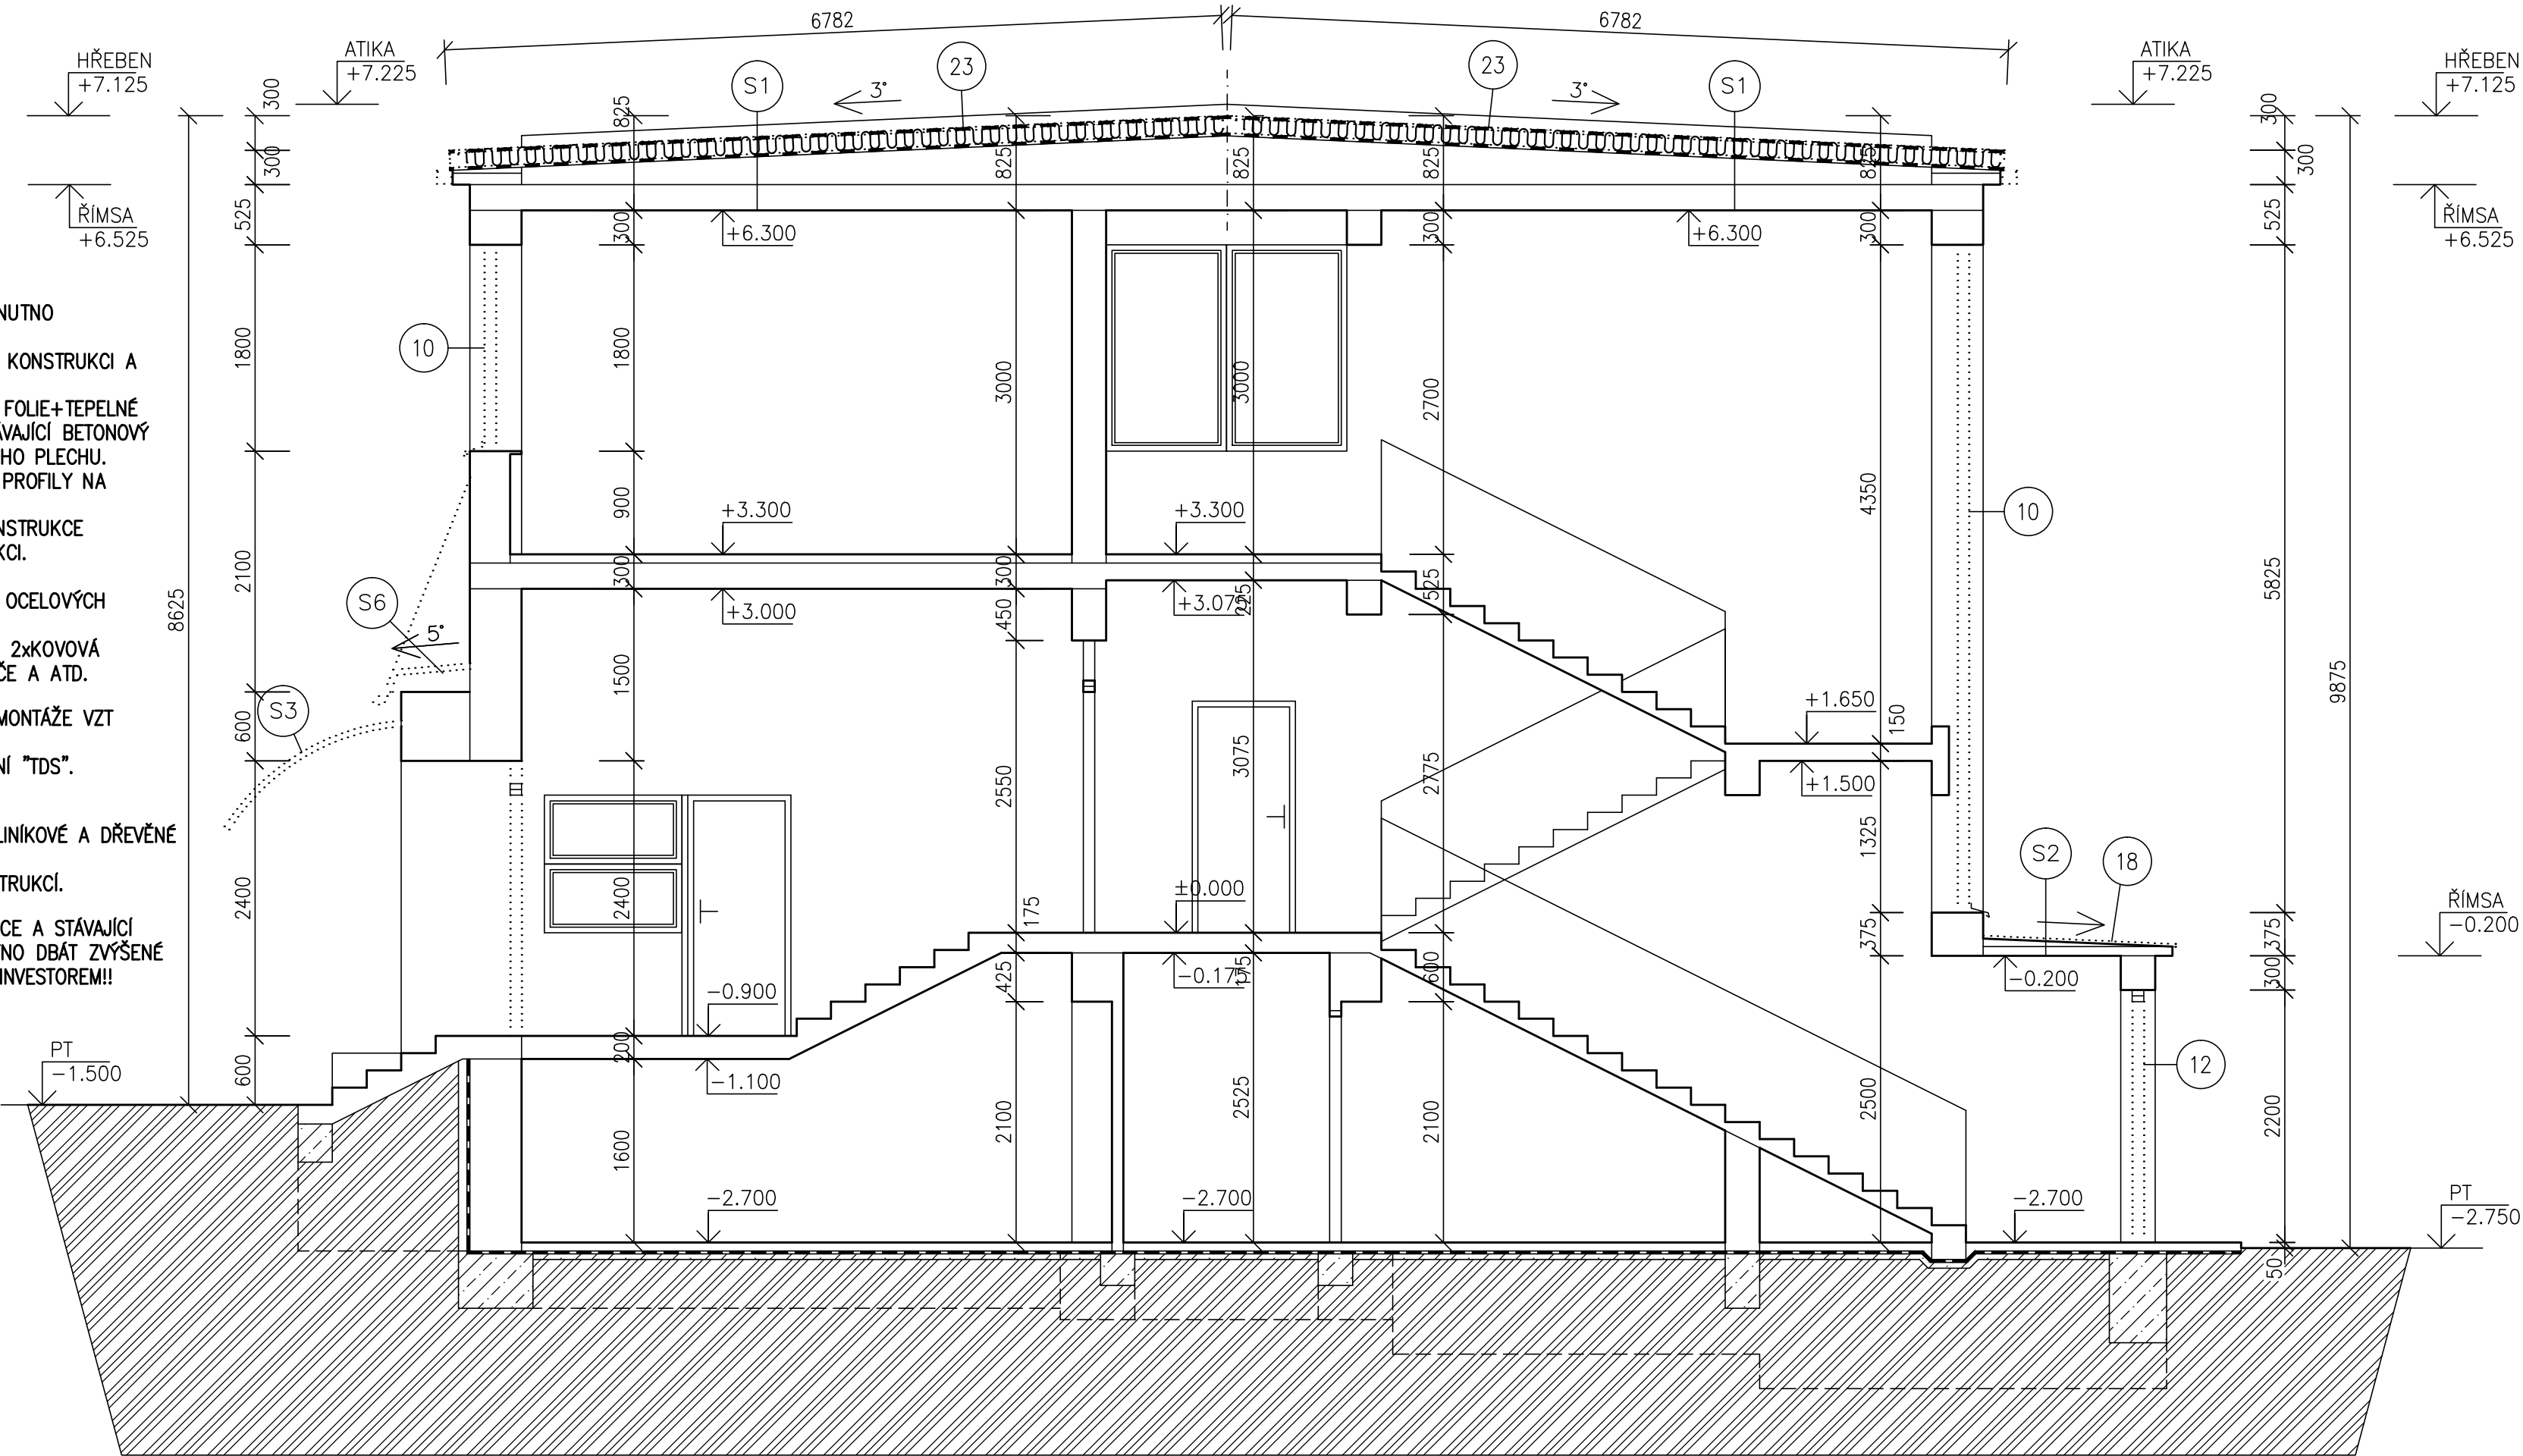 6782
6782
HŘEBEN
+7.125
ATIKA
+7.225
ATIKA
+7.225
HŘEBEN
+7.125
300
S1
3°
23
23
3°
S1
300
825
300
825
825
825
825
300
ŘÍMSA
+6.525
525
300
+6.300
300
+6.300
300
525
ŘÍMSA
+6.525
NUTNO
KONSTRUKCI A
FOLIE+TEPELNÉ
ÁVAJÍCÍ BETONOVÝ
HO PLECHU.
PROFILY NA
NSTRUKCE
KCI.
OCELOVÝCH
2xKOVOVÁ
ČE A ATD.
MONTÁŽE VZT
NÍ "TDS".
LINÍKOVÉ A DŘEVĚNÉ
TRUKCÍ.
CE A STÁVAJÍCÍ
NO DBÁT ZVÝŠENÉ
INVESTOREM!!
1800
10
1800
3000
3000
2700
4350
10
900
+3.300
+3.300
8625
2100
300
300
525
5825
S6
+3.000
450
+3.075
225
5°
1500
9875
S3
600
+1.650
150
2550
3075
2775
+1.500
1325
S2
18
2400
2400
175
±0.000
375
375
ŘÍMSA
-0.200
425
-0.175
175
600
-0.200
300
-0.900
PT
-1.500
600
200
-1.100
12
1600
2100
2525
2100
2500
2200
-2.700
-2.700
-2.700
PT
-2.750
50